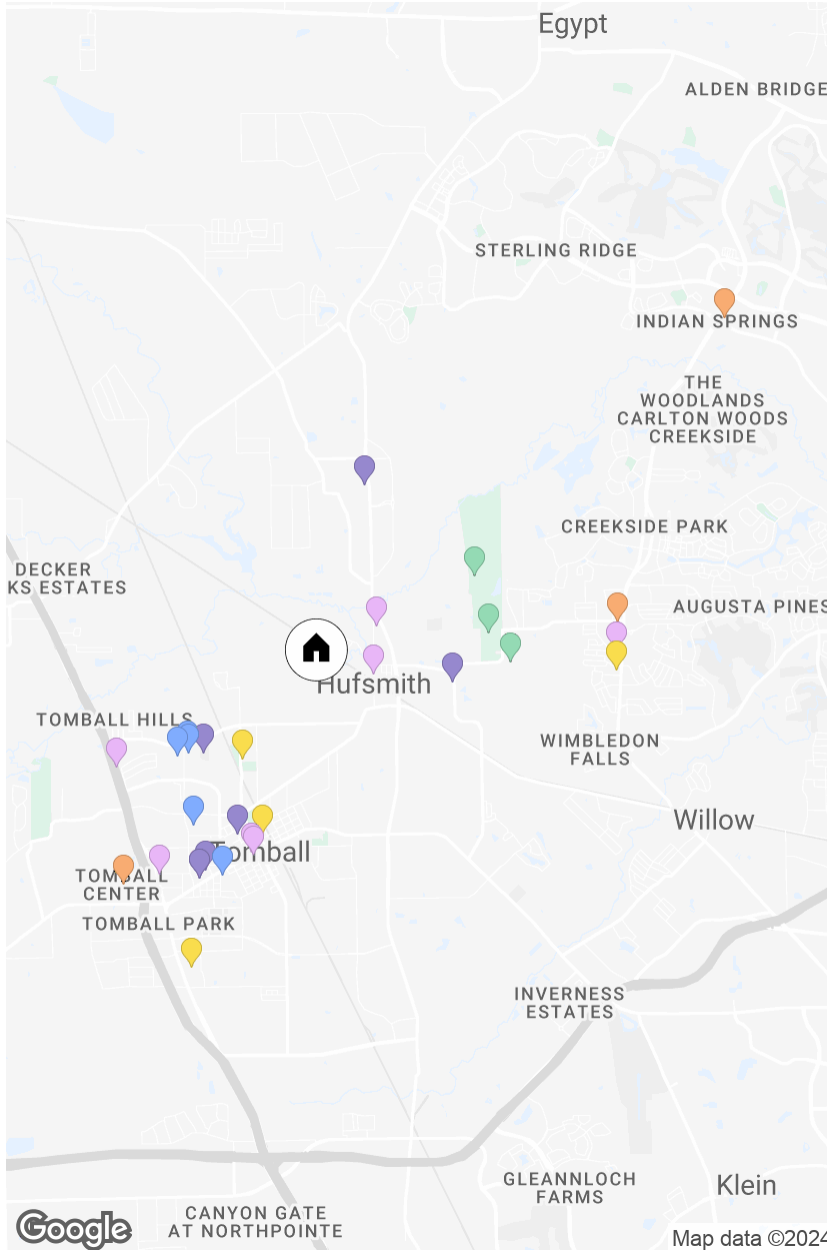 Egypt
ALDEN BRIDGE
STERLING RIDGE
INDIAN SPRINGS
THE
WOODLANDS
CARLTON WOODS
CREEKSIDE
CREEKSIDE PARK
DECKER
KS ESTATES
AUGUSTA PINES
Hufsmith
TOMBALL HILLS
WIMBLEDON
FALLS
Willow
Tomball
TOMBALL
CENTER
TOMBALL PARK
INVERNESS
ESTATES
GLEANNLOCH
FARMS
Klein
CANYON GATE
AT NORTHPOINTE
Google
Map data ©2024